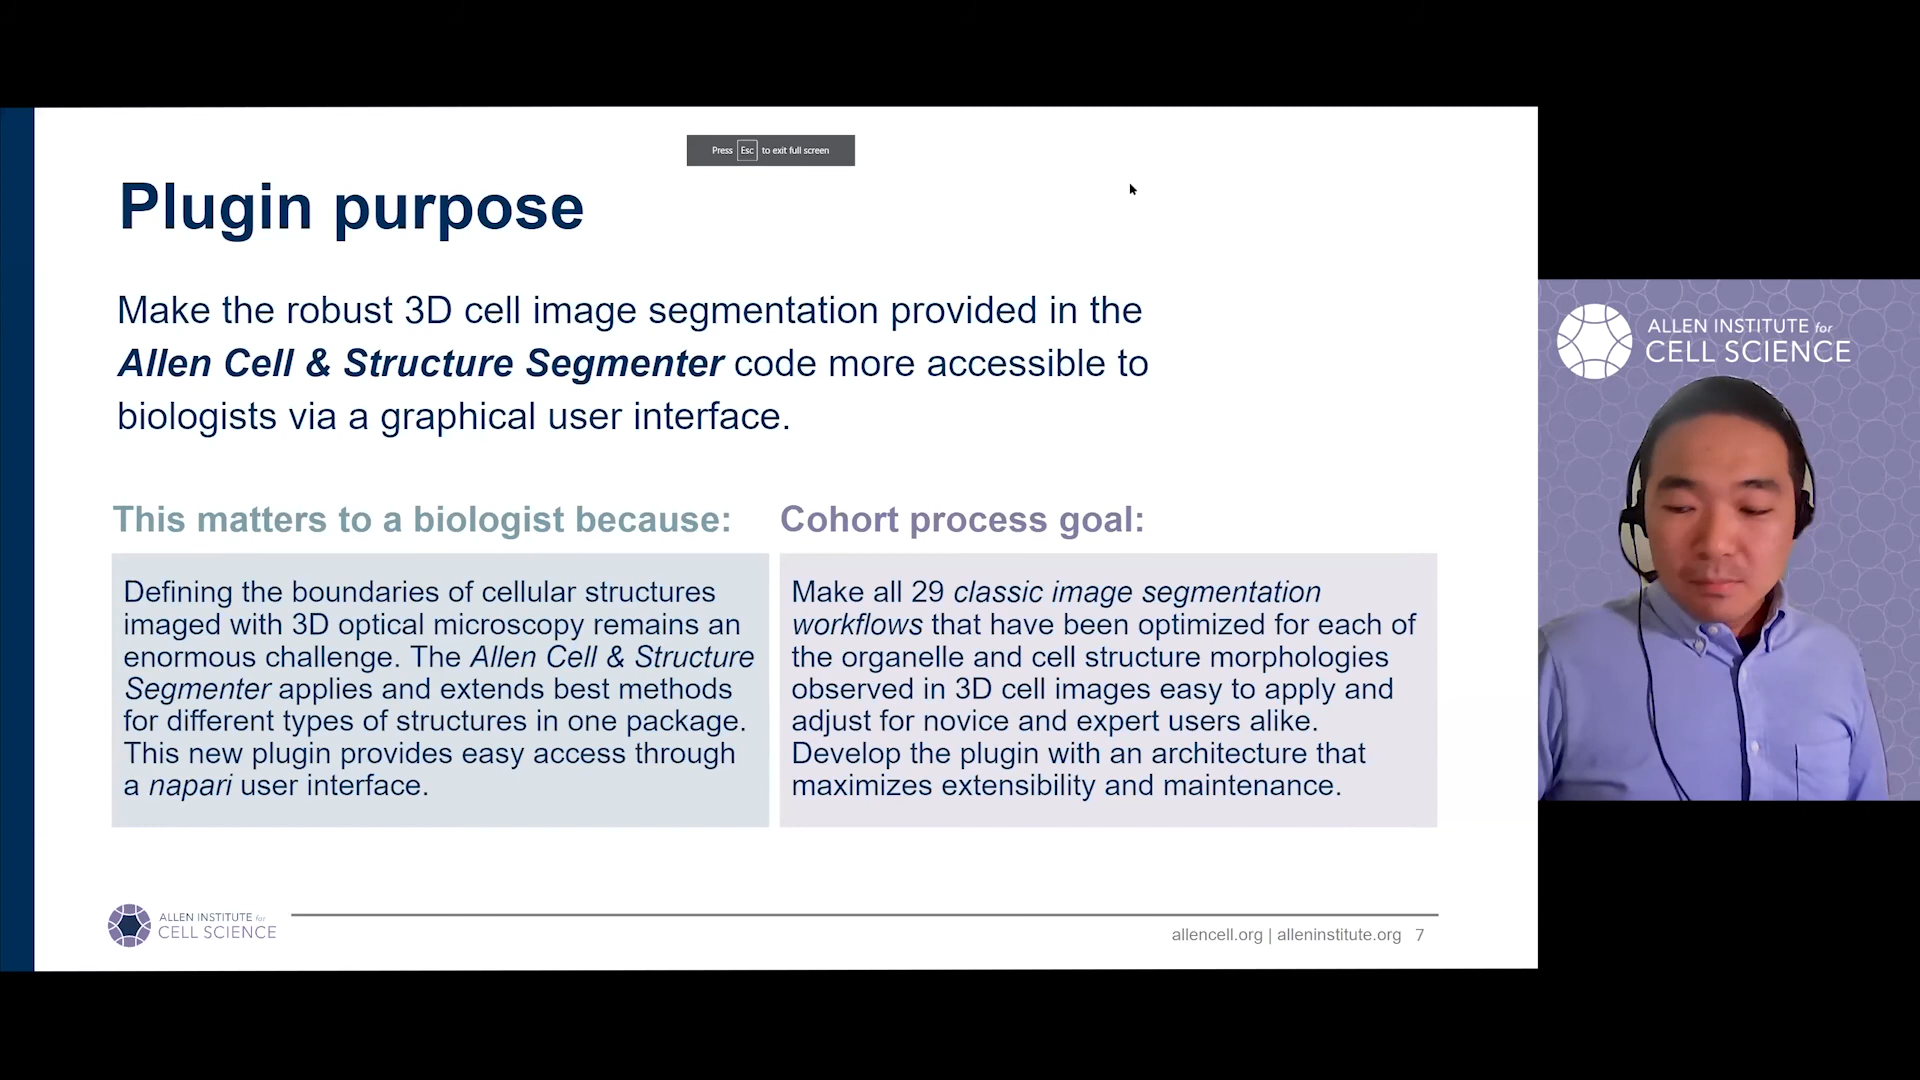 Press Esc to exit full screen
Plugin purpose
Make the robust 3D cell image segmentation provided in the
Allen Cell & Structure Segmenter code more accessible to
biologists via a graphical user interface.
This matters to a biologist because:
Defining the boundaries of cellular structures
imaged with 3D optical microscopy remains an
enormous challenge. The Allen Cell & Structure
Segmenter applies and extends best methods
for different types of structures in one package.
This new plugin provides easy access through
a napari user interface.
Cohort process goal:
Make all 29 classic image segmentation
workflows that have been optimized for each of
the organelle and cell structure morphologies
observed in 3D cell images easy to apply and
adjust for novice and expert users alike.
Develop the plugin with an architecture that
maximizes extensibility and maintenance.
ALLEN INSTITUTE for
CELL SCIENCE
allencell.org | alleninstitute.org 7
ALLEN INSTITUTE for
CELL SCIENCE